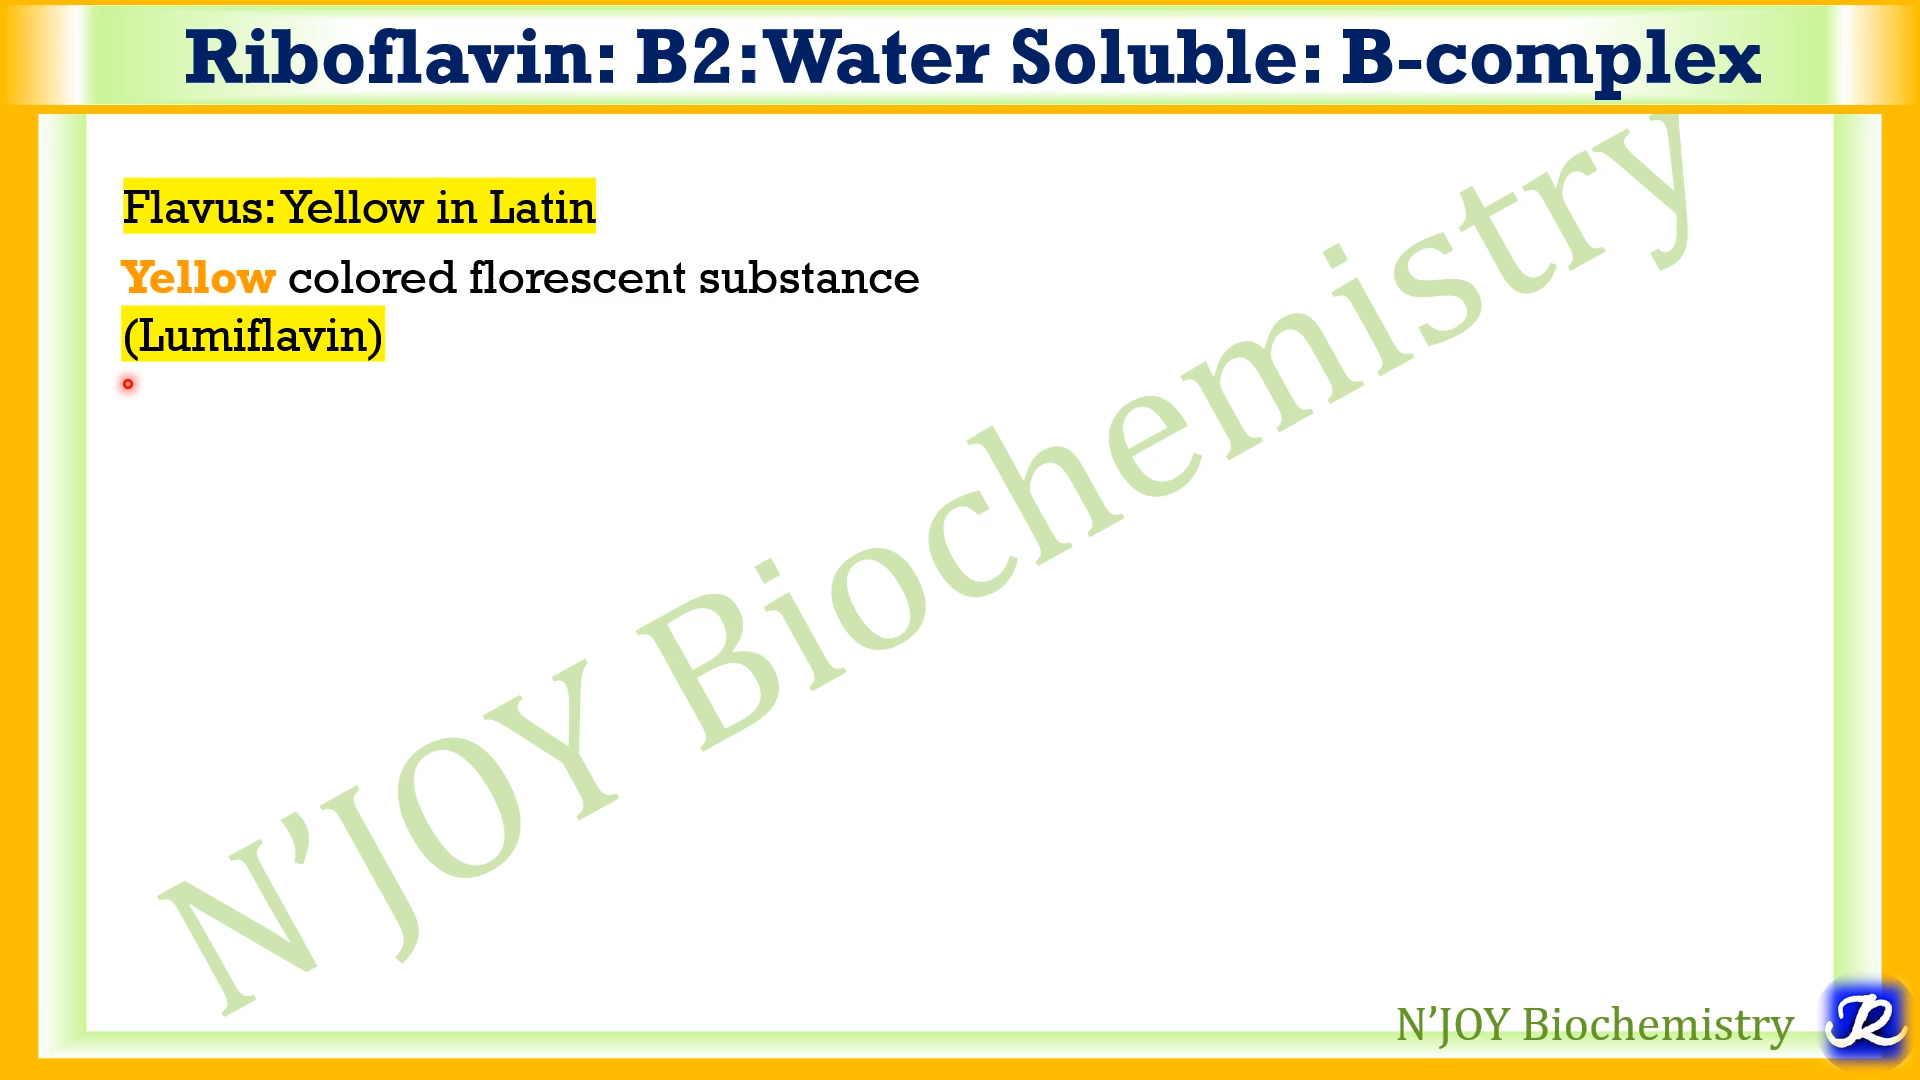 Riboflavin: B2: Water Soluble: B-complex
Flavus: Yellow in Latin
Yellow colored florescent substance
(Lumiflavin)
N'JOY Biochemistry
N'JOY Biochemistry
R